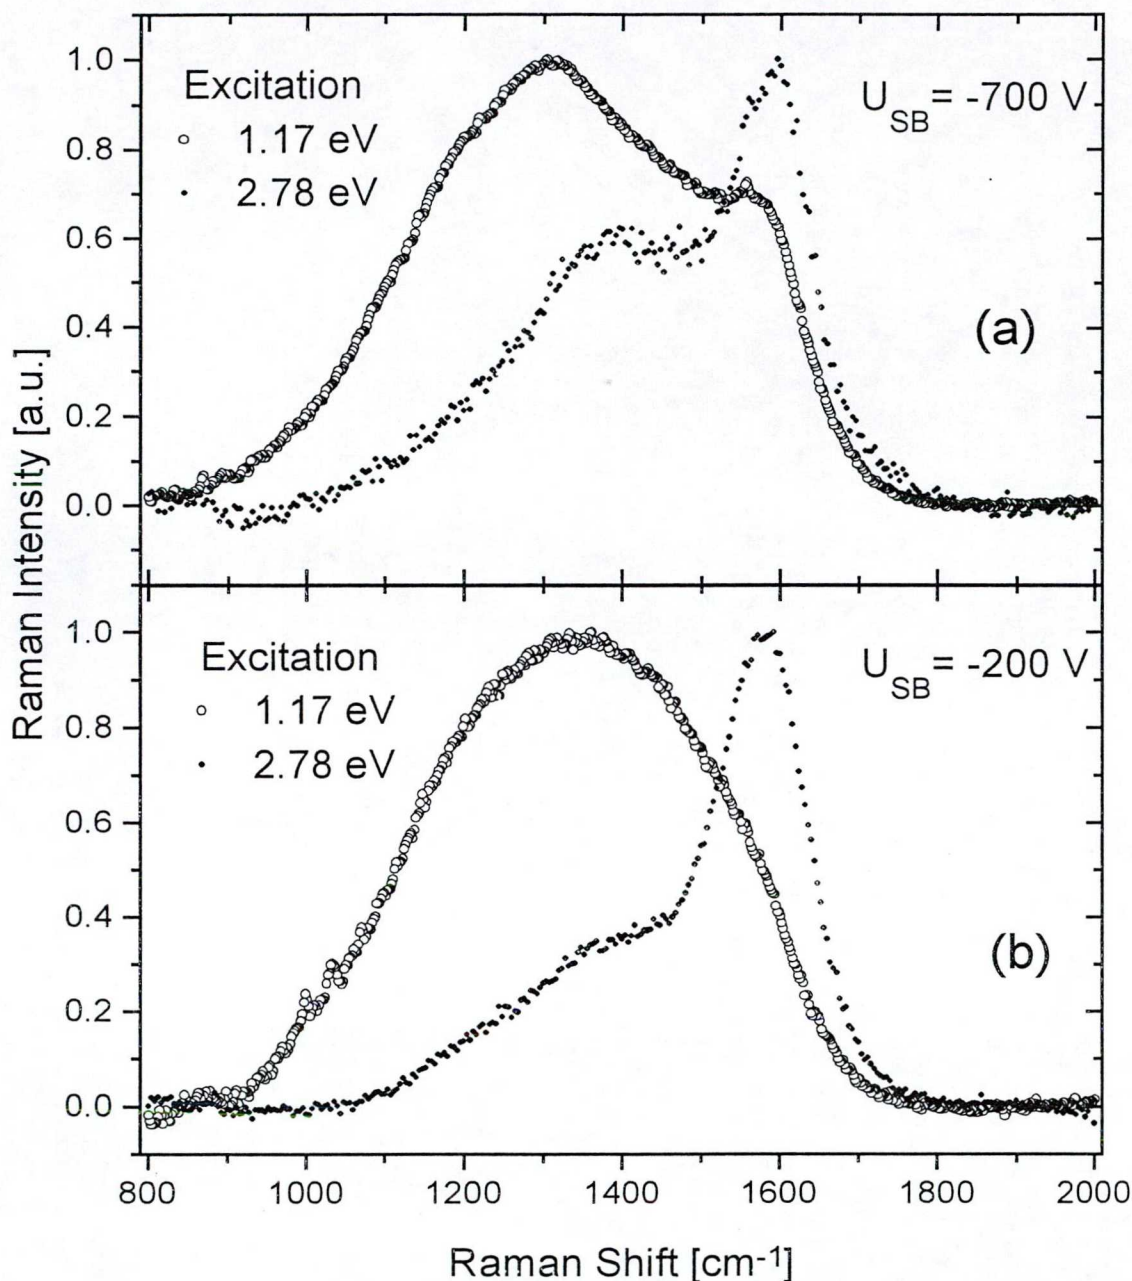 Raman Intensity [a.u.]
1.0
0.8
0.6
0.4
0.2
0.0
Excitation
1.17 eV
2.78 eV
U_SB = -700 V
(a)
1.0
0.8
0.6
0.4
0.2
0.0
Excitation
1.17 eV
2.78 eV
U_SB = -200 V
(b)
800 1000 1200 1400 1600 1800 2000
Raman Shift [cm-1]